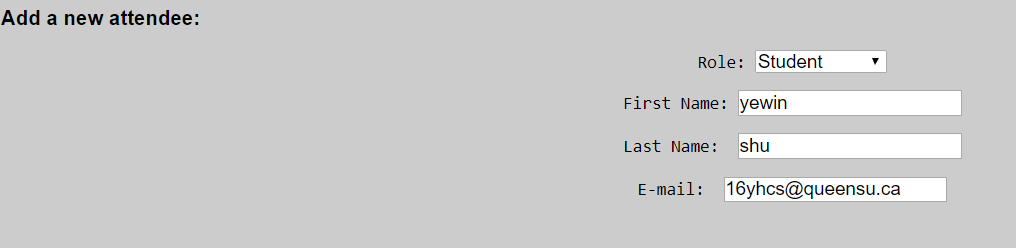 Add a new attendee:
Role: Student
First Name: yewin
Last Name: shu
E-mail: 16yhcs@queensu.ca